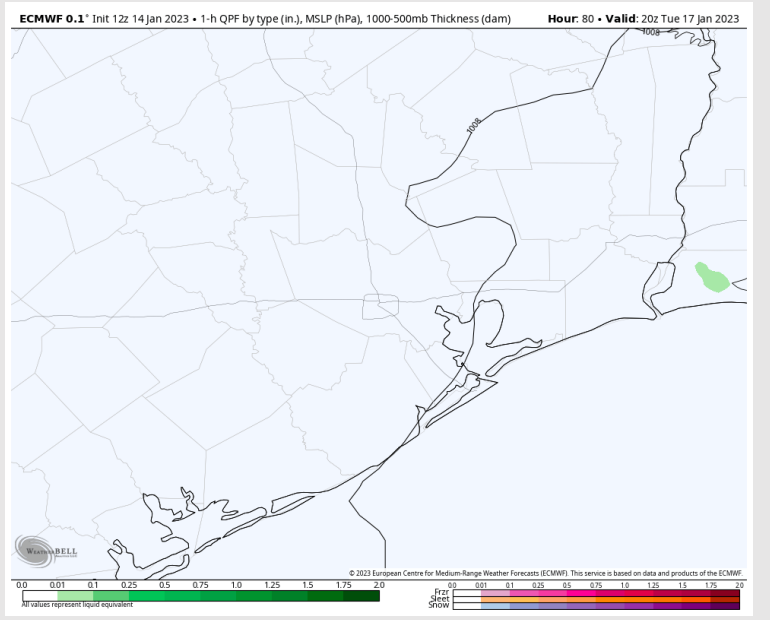 ECMWF 0.1° Init 12z 14 Jan 2023 • 1-h QPF by type (in.), MSLP (hPa), 1000-500mb Thickness (dam) Hour: 80 • Valid: 20z Tue 17 Jan 2023
1008
1008
WEATHERBELL
© 2023 European Centre for Medium-Range Weather Forecasts (ECMWF). This service is based on data and products of the ECMWF.
0.0 0.01 0.1 0.25 0.5 0.75 1.0 1.25 1.5 1.75 2.0
0.0 0.01 0.1 0.25 0.5 0.75 1.0 1.25 1.5 1.75 2.0
Frzr
Sleet
Snow
All values represent liquid equivalent